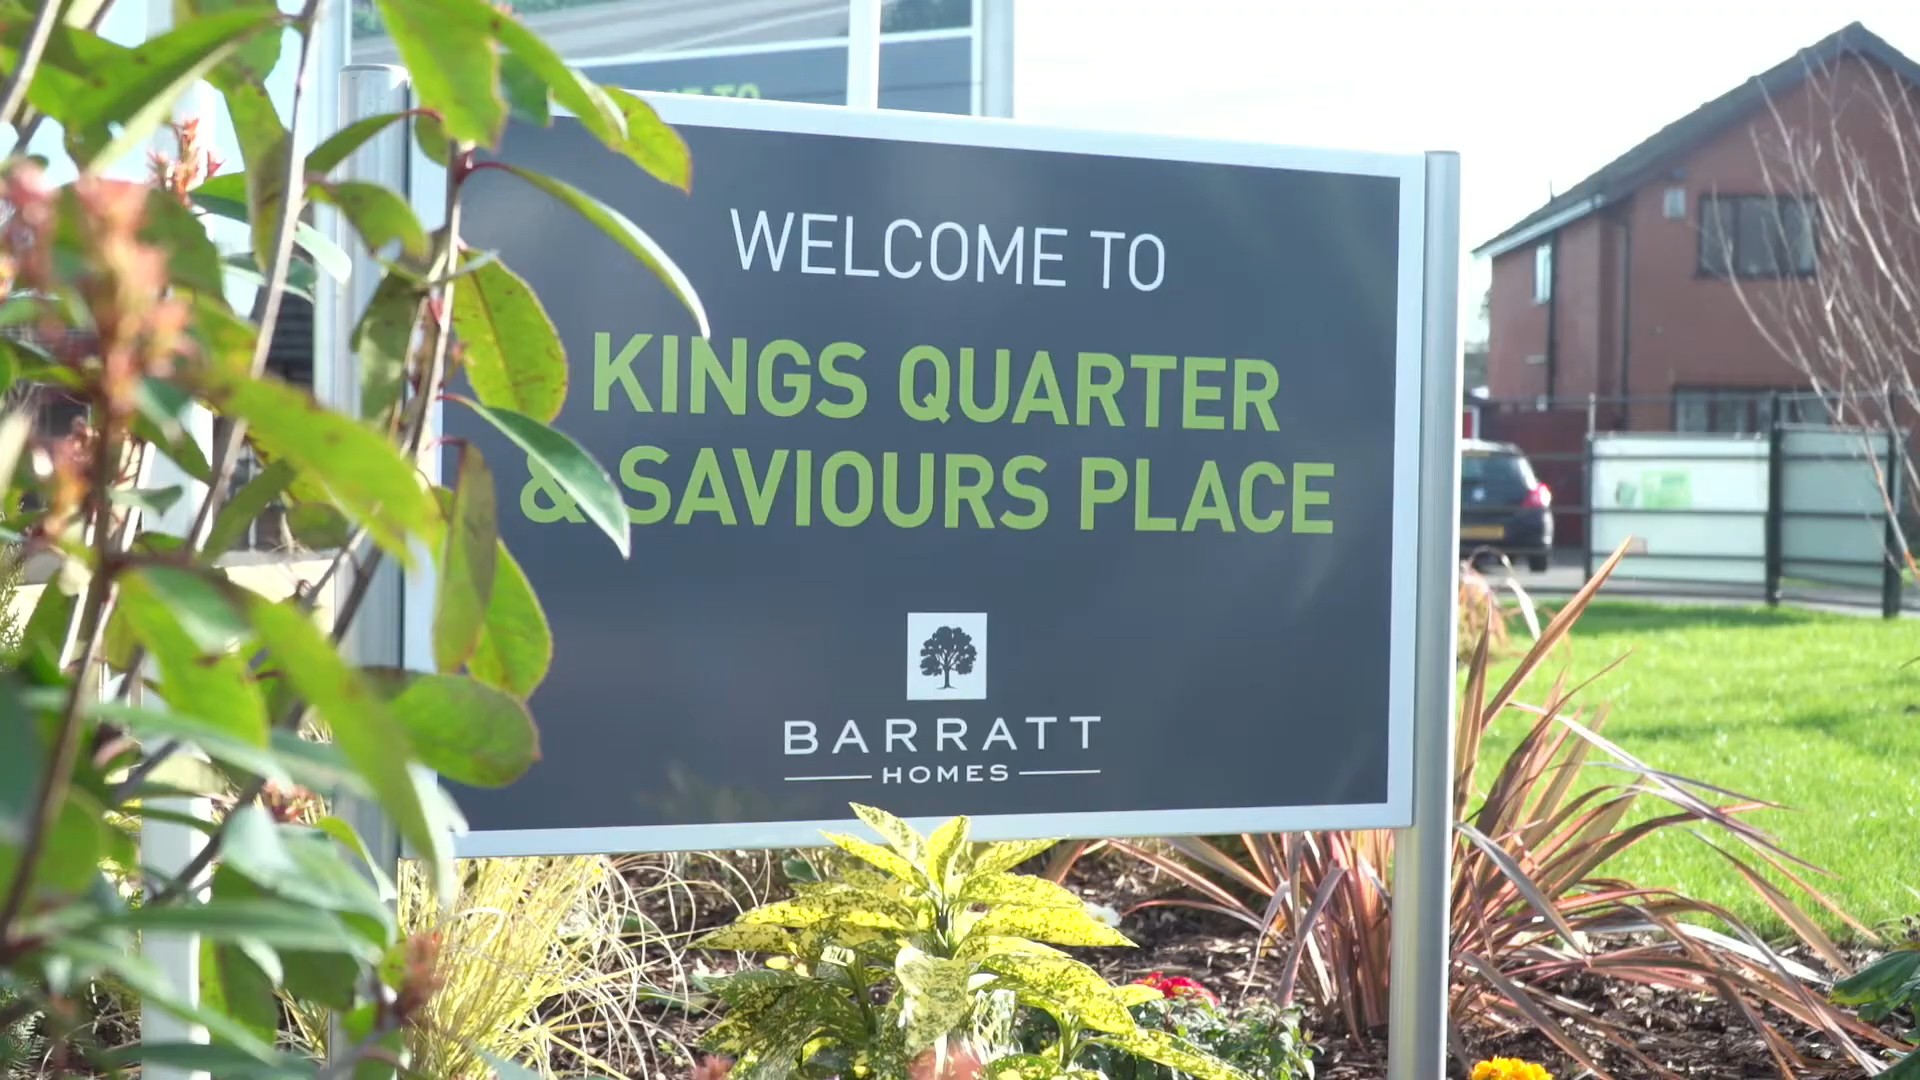 WELCOME TO
KINGS QUARTER
& SAVIOURS PLACE
BARRATT
HOMES